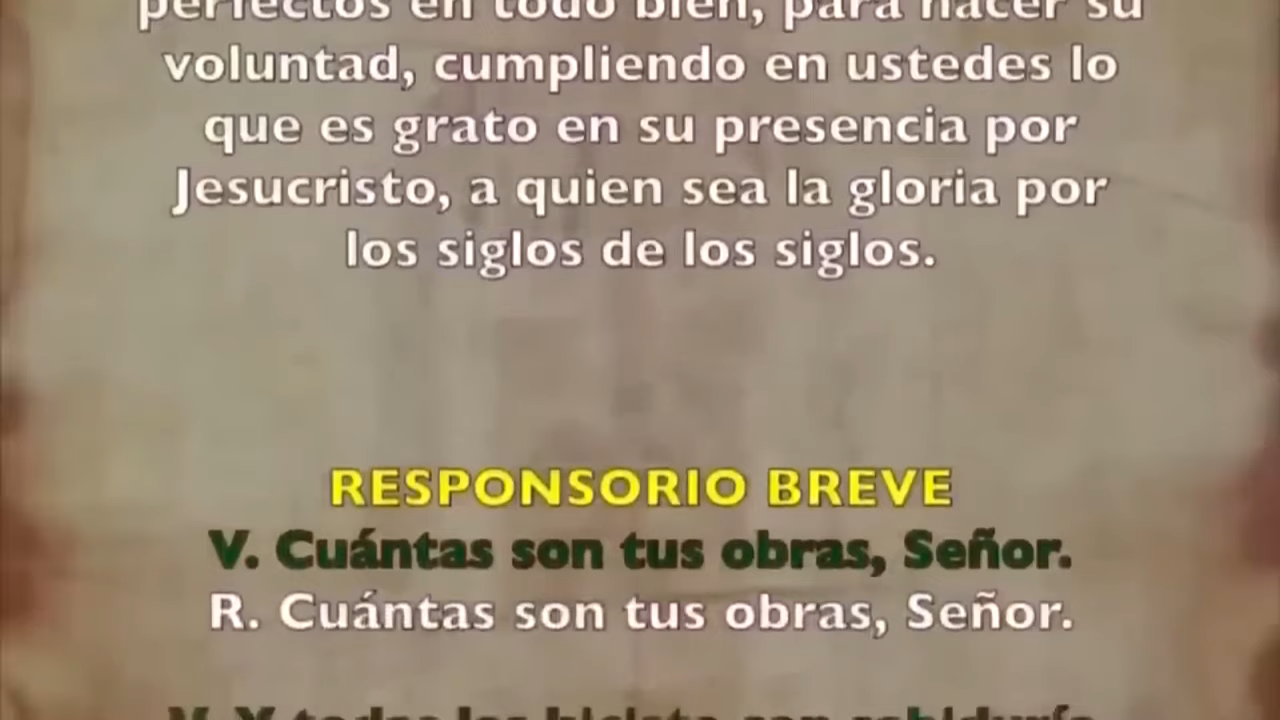 perfectos en todo bien, para hacer su
voluntad, cumpliendo en ustedes lo
que es grato en su presencia por
Jesucristo, a quien sea la gloria por
los siglos de los siglos.
RESPONSORIO BREVE
V. Cuántas son tus obras, Señor.
R. Cuántas son tus obras, Señor.
V. Y todas las hiciste con sabiduría.